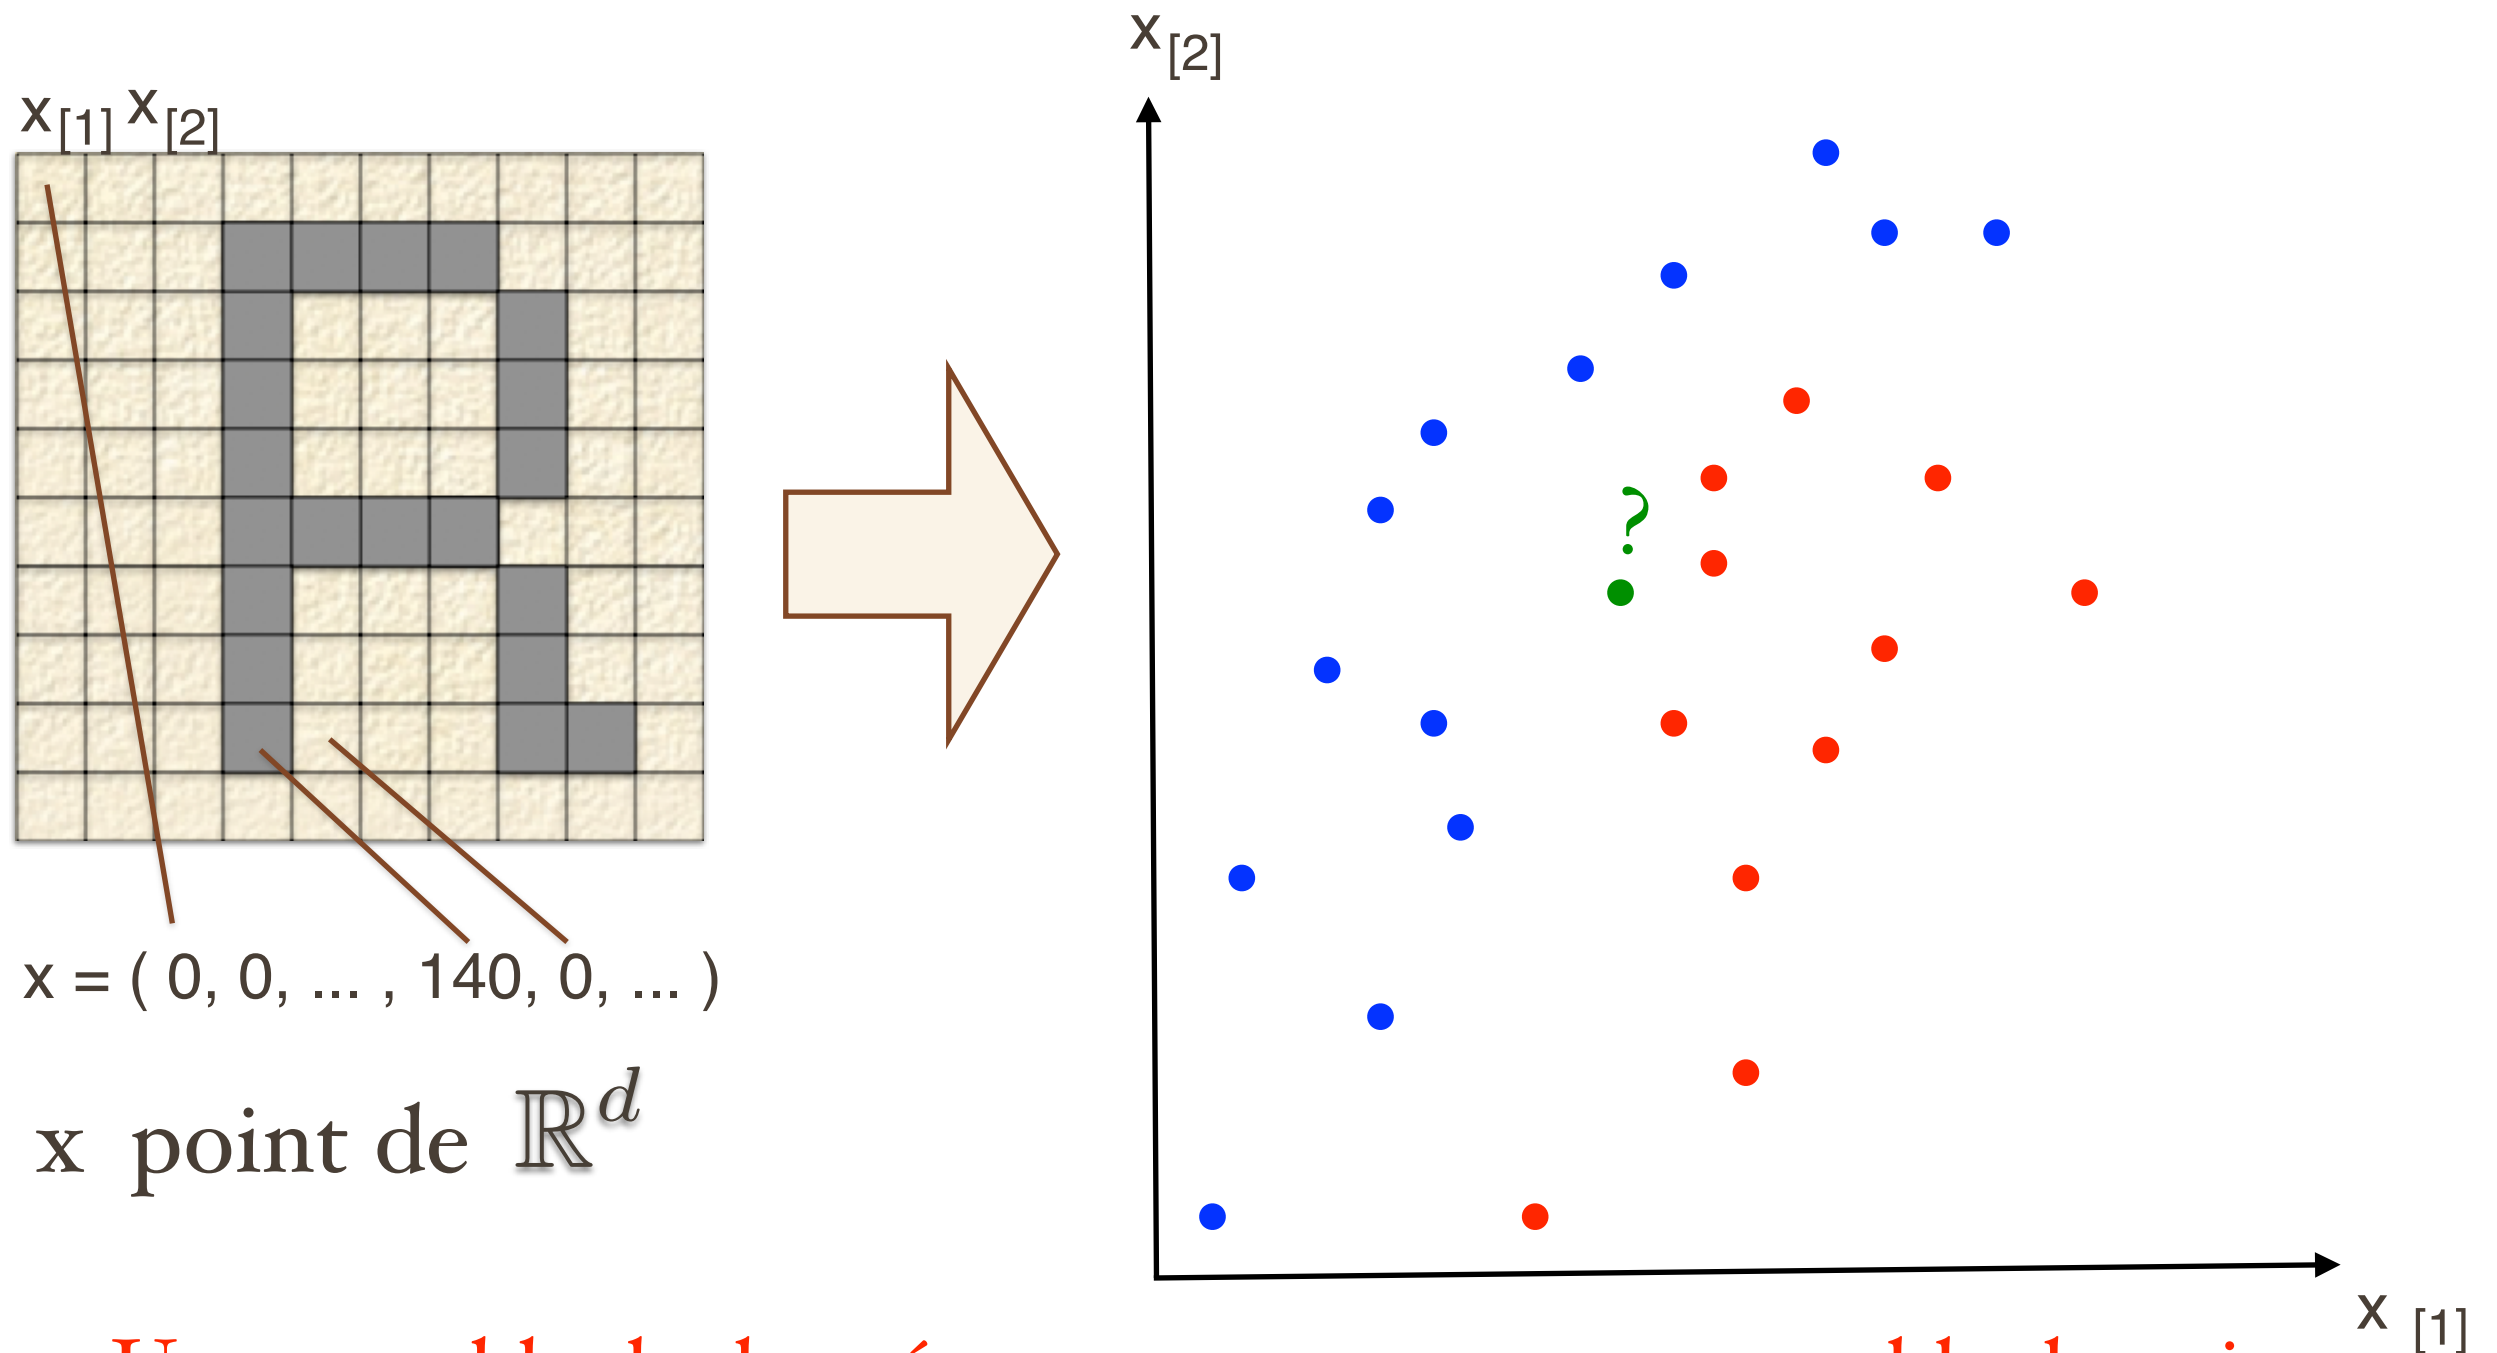 x[2]
x[1] x[2]
?
x = ( 0, 0, ... , 140, 0, ... )
x point de ℝ^d
x [1]